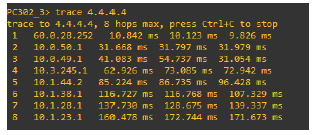 PC302_3> trace 4.4.4.4
trace to 4.4.4.4, 8 hops max, press Ctrl+C to stop
1 60.0.28.252 10.842 ms 10.123 ms 9.826 ms
2 10.0.50.1 31.668 ms 31.797 ms 31.979 ms
3 10.0.49.1 41.083 ms 54.737 ms 31.054 ms
4 10.3.245.1 62.926 ms 73.085 ms 72.942 ms
5 10.1.44.2 85.224 ms 86.735 ms 96.428 ms
6 10.1.38.1 116.727 ms 116.768 ms 107.329 ms
7 10.1.28.1 137.730 ms 128.675 ms 139.337 ms
8 10.1.23.1 160.478 ms 172.744 ms 171.673 ms